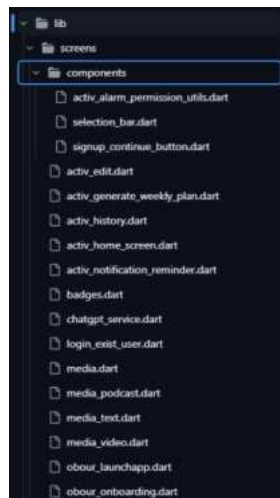 lib
screens
components
activ_alarm_permission_utils.dart
selection_bar.dart
signup_continue_button.dart
activ_edit.dart
activ_generate_weekly_plan.dart
activ_history.dart
activ_home_screen.dart
activ_notification_reminder.dart
badges.dart
chatgpt_service.dart
login_exist_user.dart
media.dart
media_podcast.dart
media_text.dart
media_video.dart
obour_launchapp.dart
obour_onboarding.dart